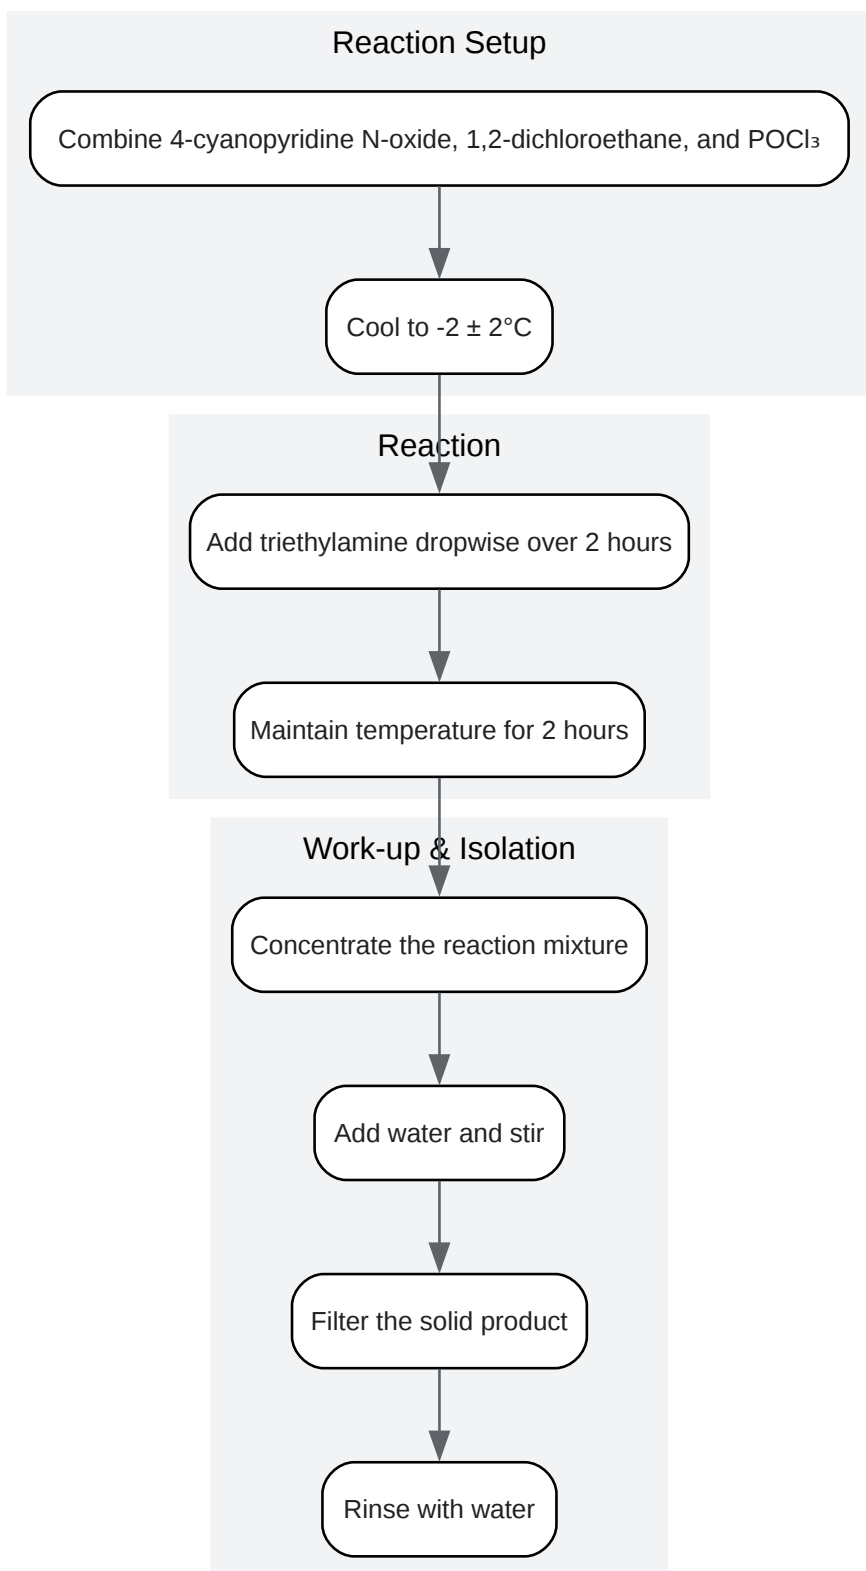 Reaction Setup
Combine 4-cyanopyridine N-oxide, 1,2-dichloroethane, and POCl₃
Cool to -2 ± 2°C
Reaction
Add triethylamine dropwise over 2 hours
Maintain temperature for 2 hours
Work-up & Isolation
Concentrate the reaction mixture
Add water and stir
Filter the solid product
Rinse with water